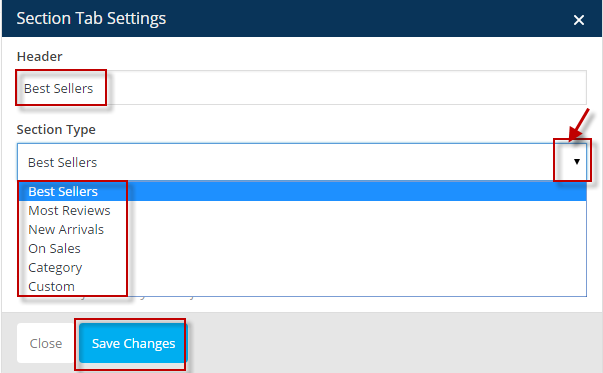 Section Tab Settings ×
Header
Best Sellers
Section Type
Best Sellers
Best Sellers
Most Reviews
New Arrivals
On Sales
Category
Custom
Close Save Changes